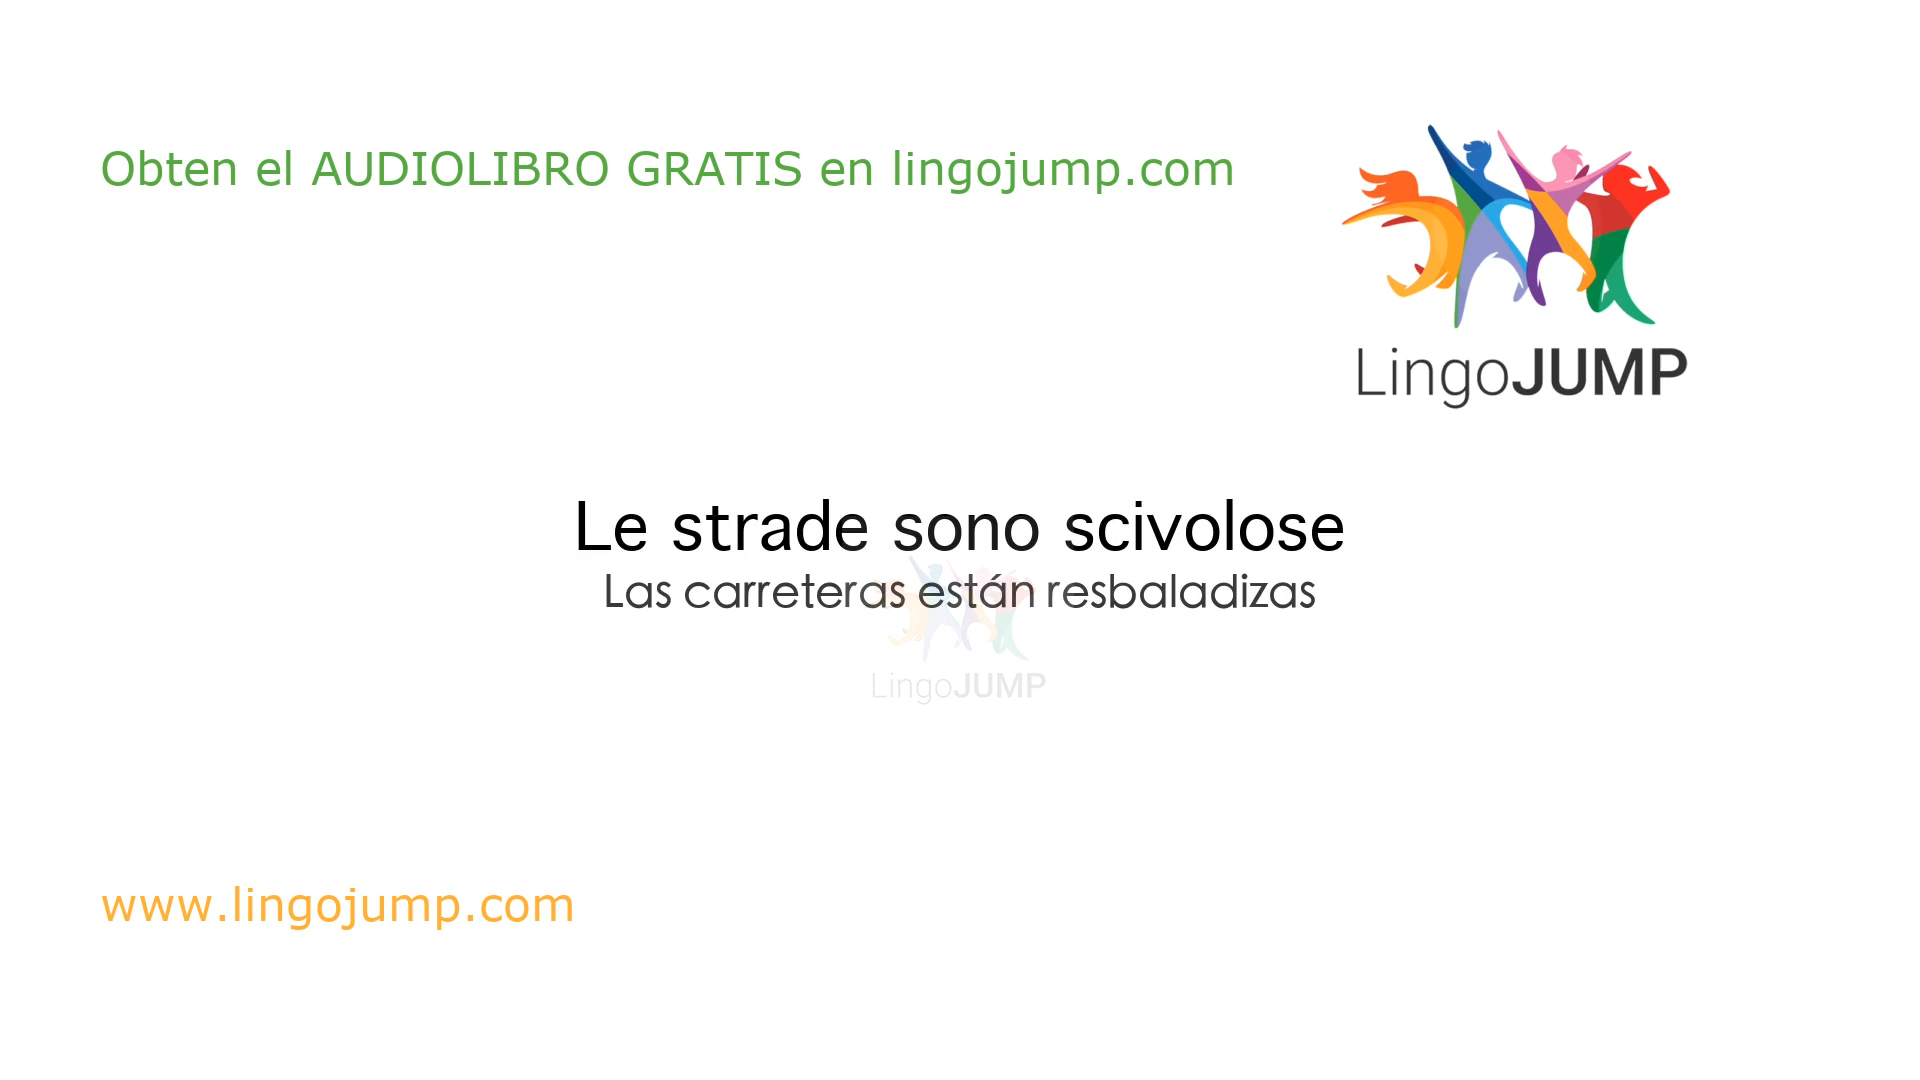 Obten el AUDIOLIBRO GRATIS en lingojump.com
LingoJUMP
Le strade sono scivolose
Las carreteras están resbaladizas
LingoJUMP
www.lingojump.com